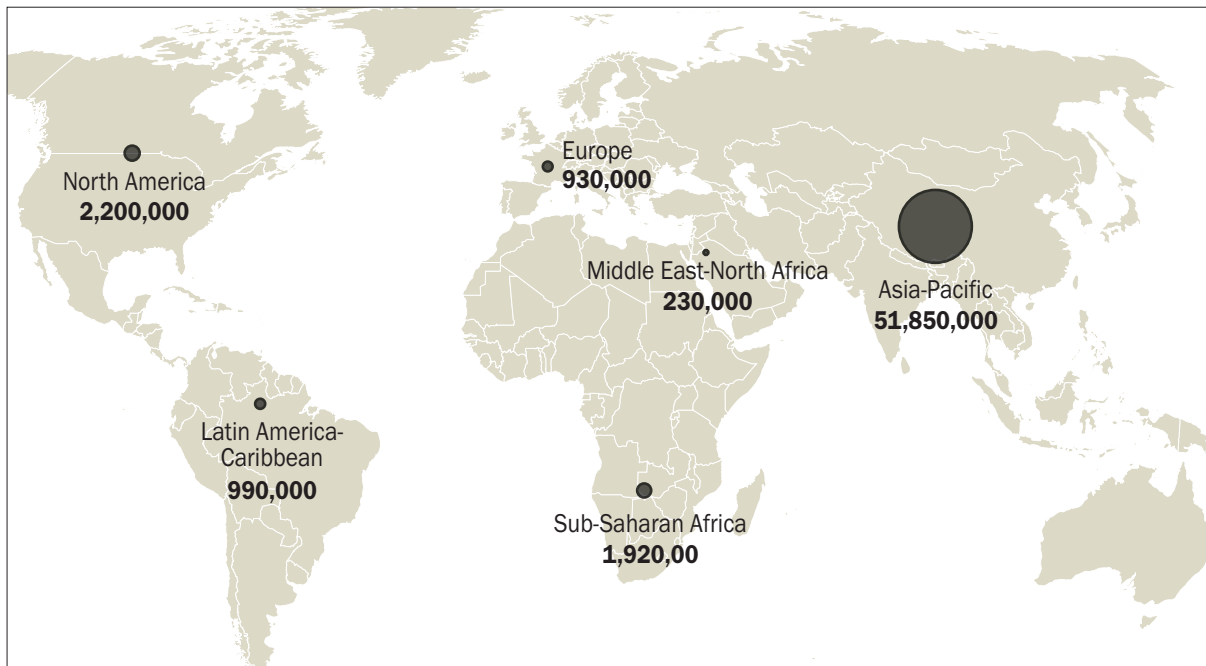 North America
2,200,000
Europe
930,000
Middle East-North Africa
230,000
Asia-Pacific
51,850,000
Latin America-
Caribbean
990,000
Sub-Saharan Africa
1,920,00